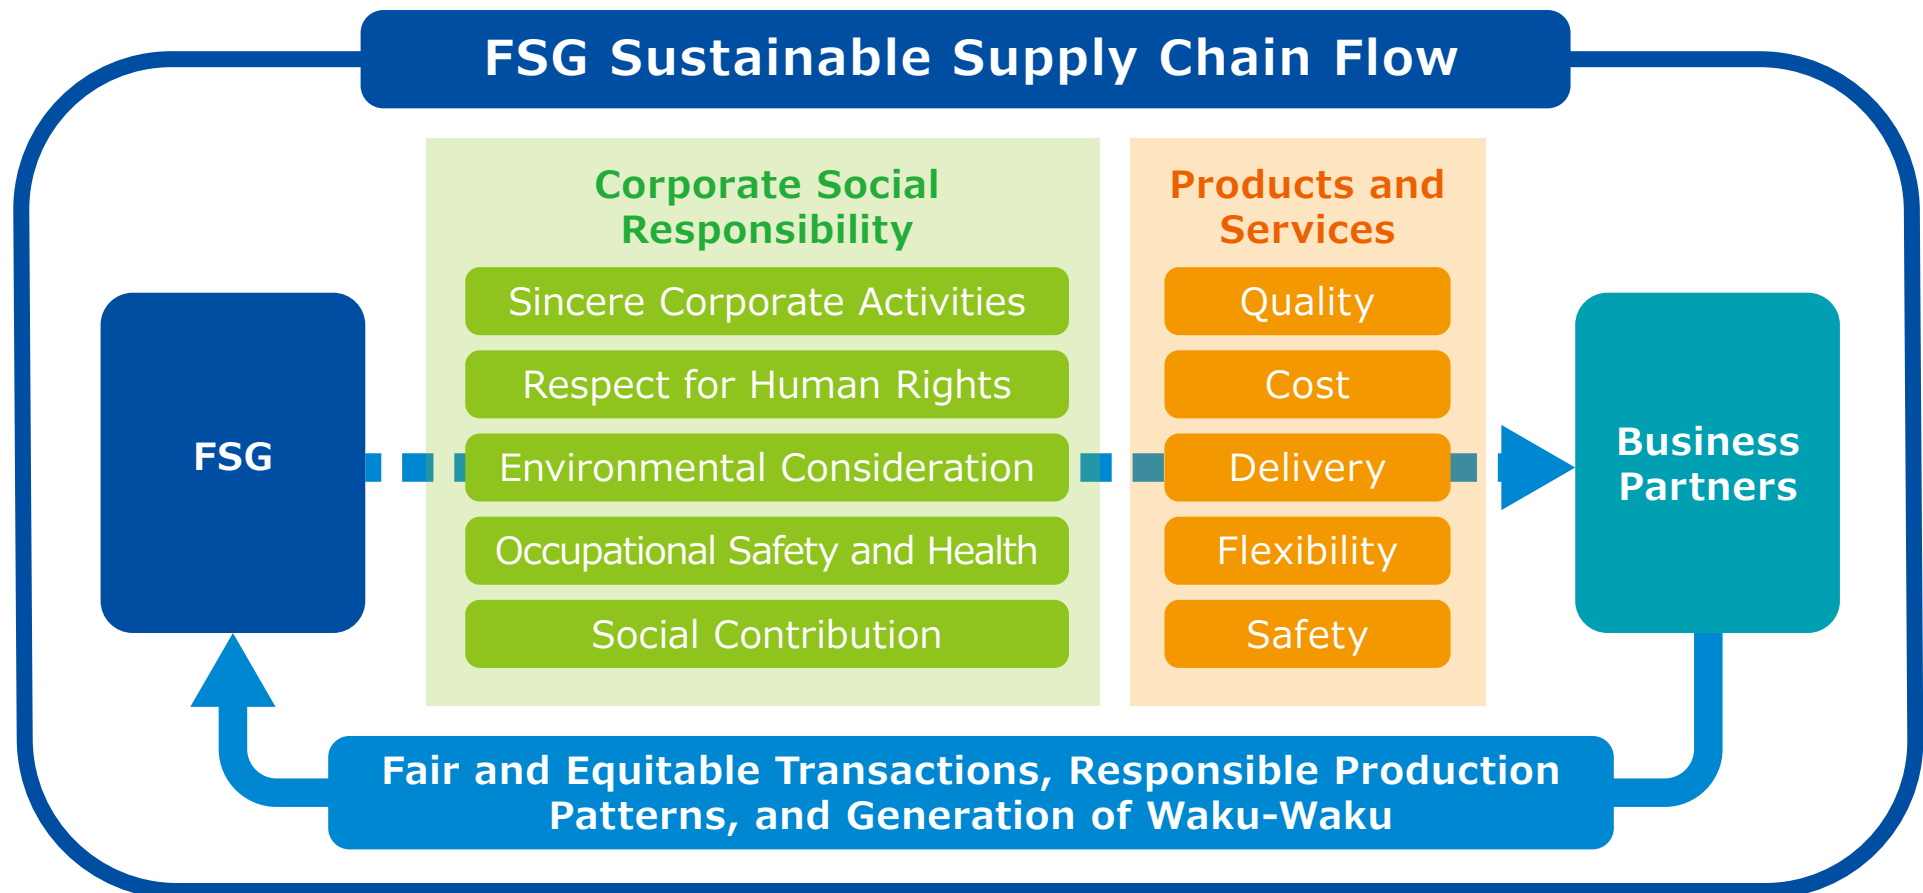 FSG Sustainable Supply Chain Flow
Corporate Social
Responsibility
Sincere Corporate Activities
Respect for Human Rights
Environmental Consideration
Occupational Safety and Health
Social Contribution
Products and
Services
Quality
Cost
Delivery
Flexibility
Safety
FSG
Business
Partners
Fair and Equitable Transactions, Responsible Production
Patterns, and Generation of Waku-Waku